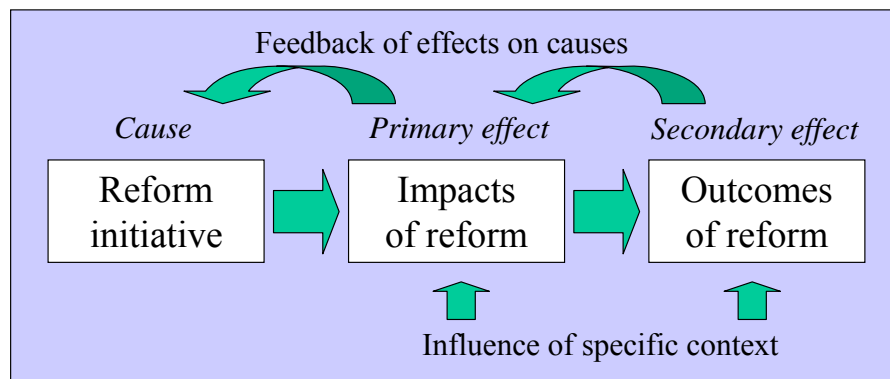 Feedback of effects on causes
Cause
Primary effect
Secondary effect
Reform
initiative
Impacts
of reform
Outcomes
of reform
Influence of specific context